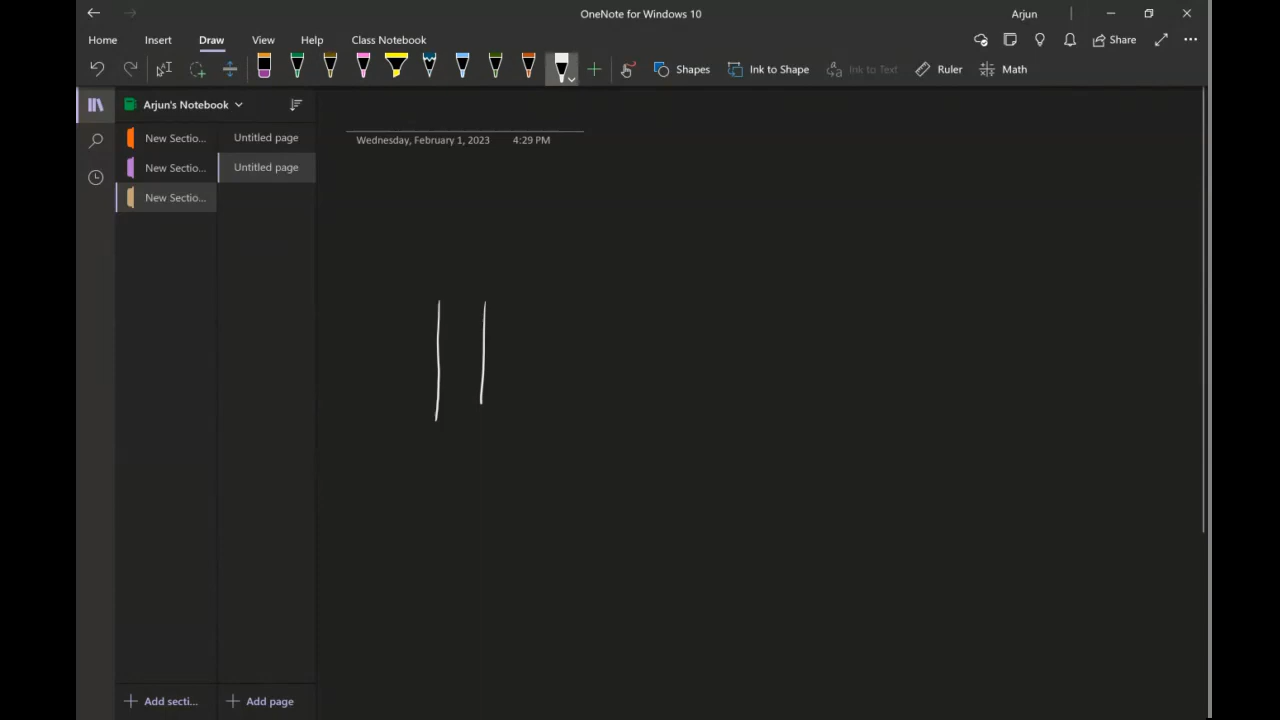 OneNote for Windows 10
Arjun
Home Insert Draw View Help Class Notebook
Share
Shapes Ink to Shape Ink to Text Ruler Math
Arjun's Notebook
New Sectio...
New Sectio...
New Sectio...
Untitled page
Untitled page
Wednesday, February 1, 2023 4:29 PM
Add secti... Add page